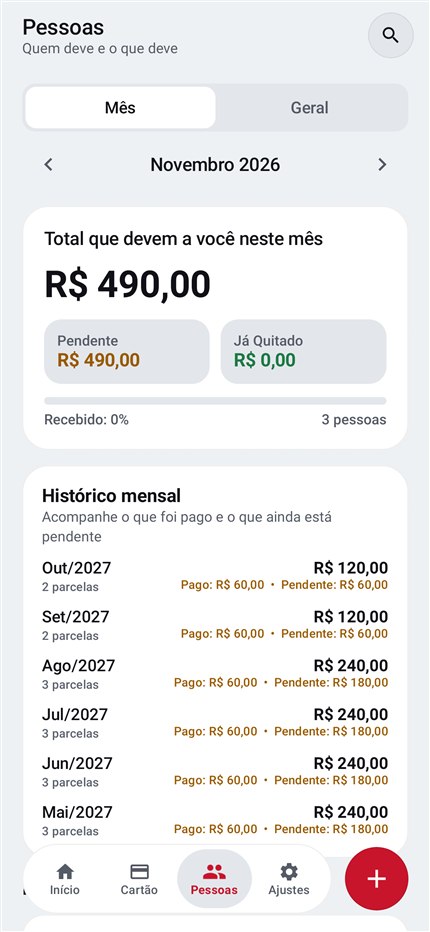 Pessoas
Quem deve e o que deve
Mês Geral
Novembro 2026
Total que devem a você neste mês
R$ 490,00
Pendente Já Quitado
R$ 490,00 R$ 0,00
Recebido: 0% 3 pessoas
Histórico mensal
Acompanhe o que foi pago e o que ainda está
pendente
Out/2027 R$ 120,00
2 parcelas Pago: R$ 60,00 • Pendente: R$ 60,00
Set/2027 R$ 120,00
2 parcelas Pago: R$ 60,00 • Pendente: R$ 60,00
Ago/2027 R$ 240,00
3 parcelas Pago: R$ 60,00 • Pendente: R$ 180,00
Jul/2027 R$ 240,00
3 parcelas Pago: R$ 60,00 • Pendente: R$ 180,00
Jun/2027 R$ 240,00
3 parcelas Pago: R$ 60,00 • Pendente: R$ 180,00
Mai/2027 R$ 240,00
3 parcelas Pago: R$ 60,00 • Pendente: R$ 180,00
Início Cartão Pessoas Ajustes